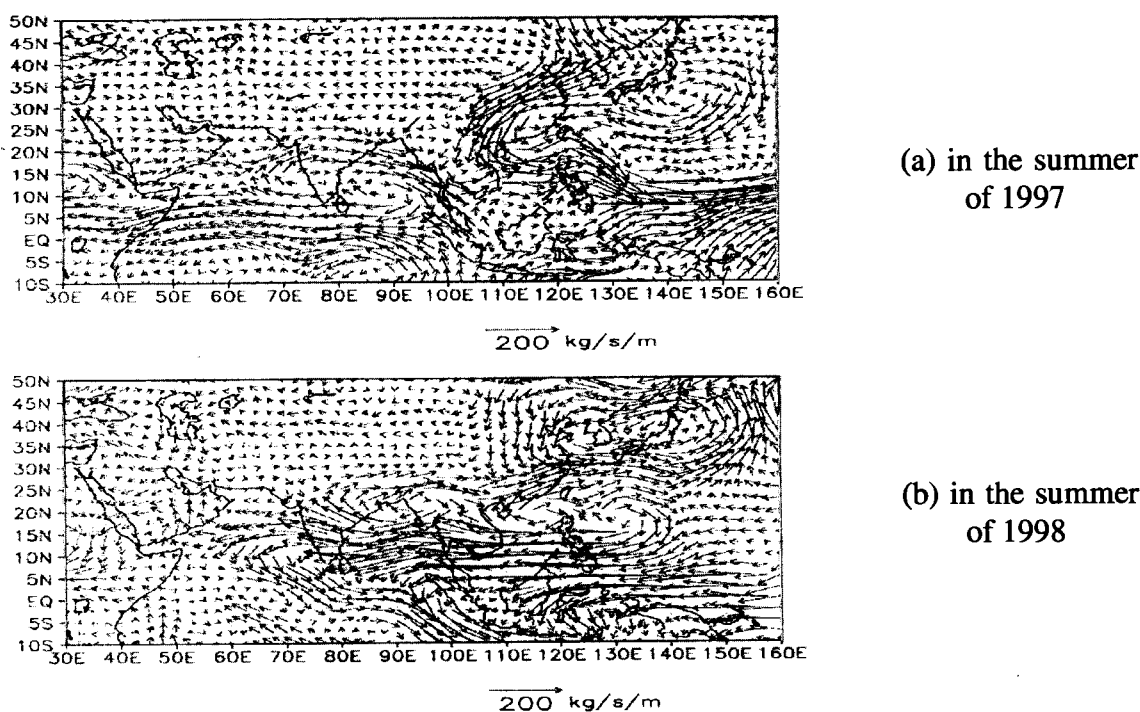 50N
45N
40N
35N
30N
25N
20N
15N
10N
5N
EQ
5S
10S
30E 40E 50E 60E 70E 80E 90E 100E 110E 120E 130E 140E 150E 160E
200 kg/s/m
(a) in the summer
of 1997
50N
45N
40N
35N
30N
25N
20N
15N
10N
5N
EQ
5S
10S
30E 40E 50E 60E 70E 80E 90E 100E 110E 120E 130E 140E 150E 160E
200 kg/s/m
(b) in the summer
of 1998